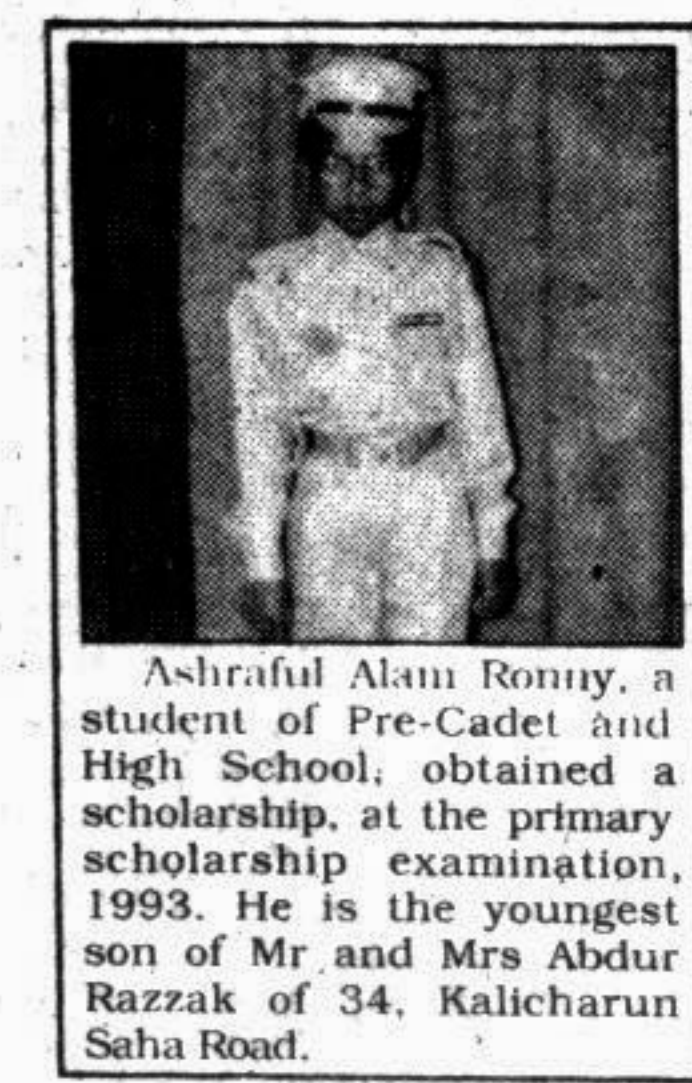 Ashraful Alam Ronny, a
student of Pre-Cadet and
High School, obtained a
scholarship, at the primary
scholarship examination,
1993. He is the youngest
son of Mr and Mrs Abdur
Razzak of 34, Kalicharun
Saha Road.